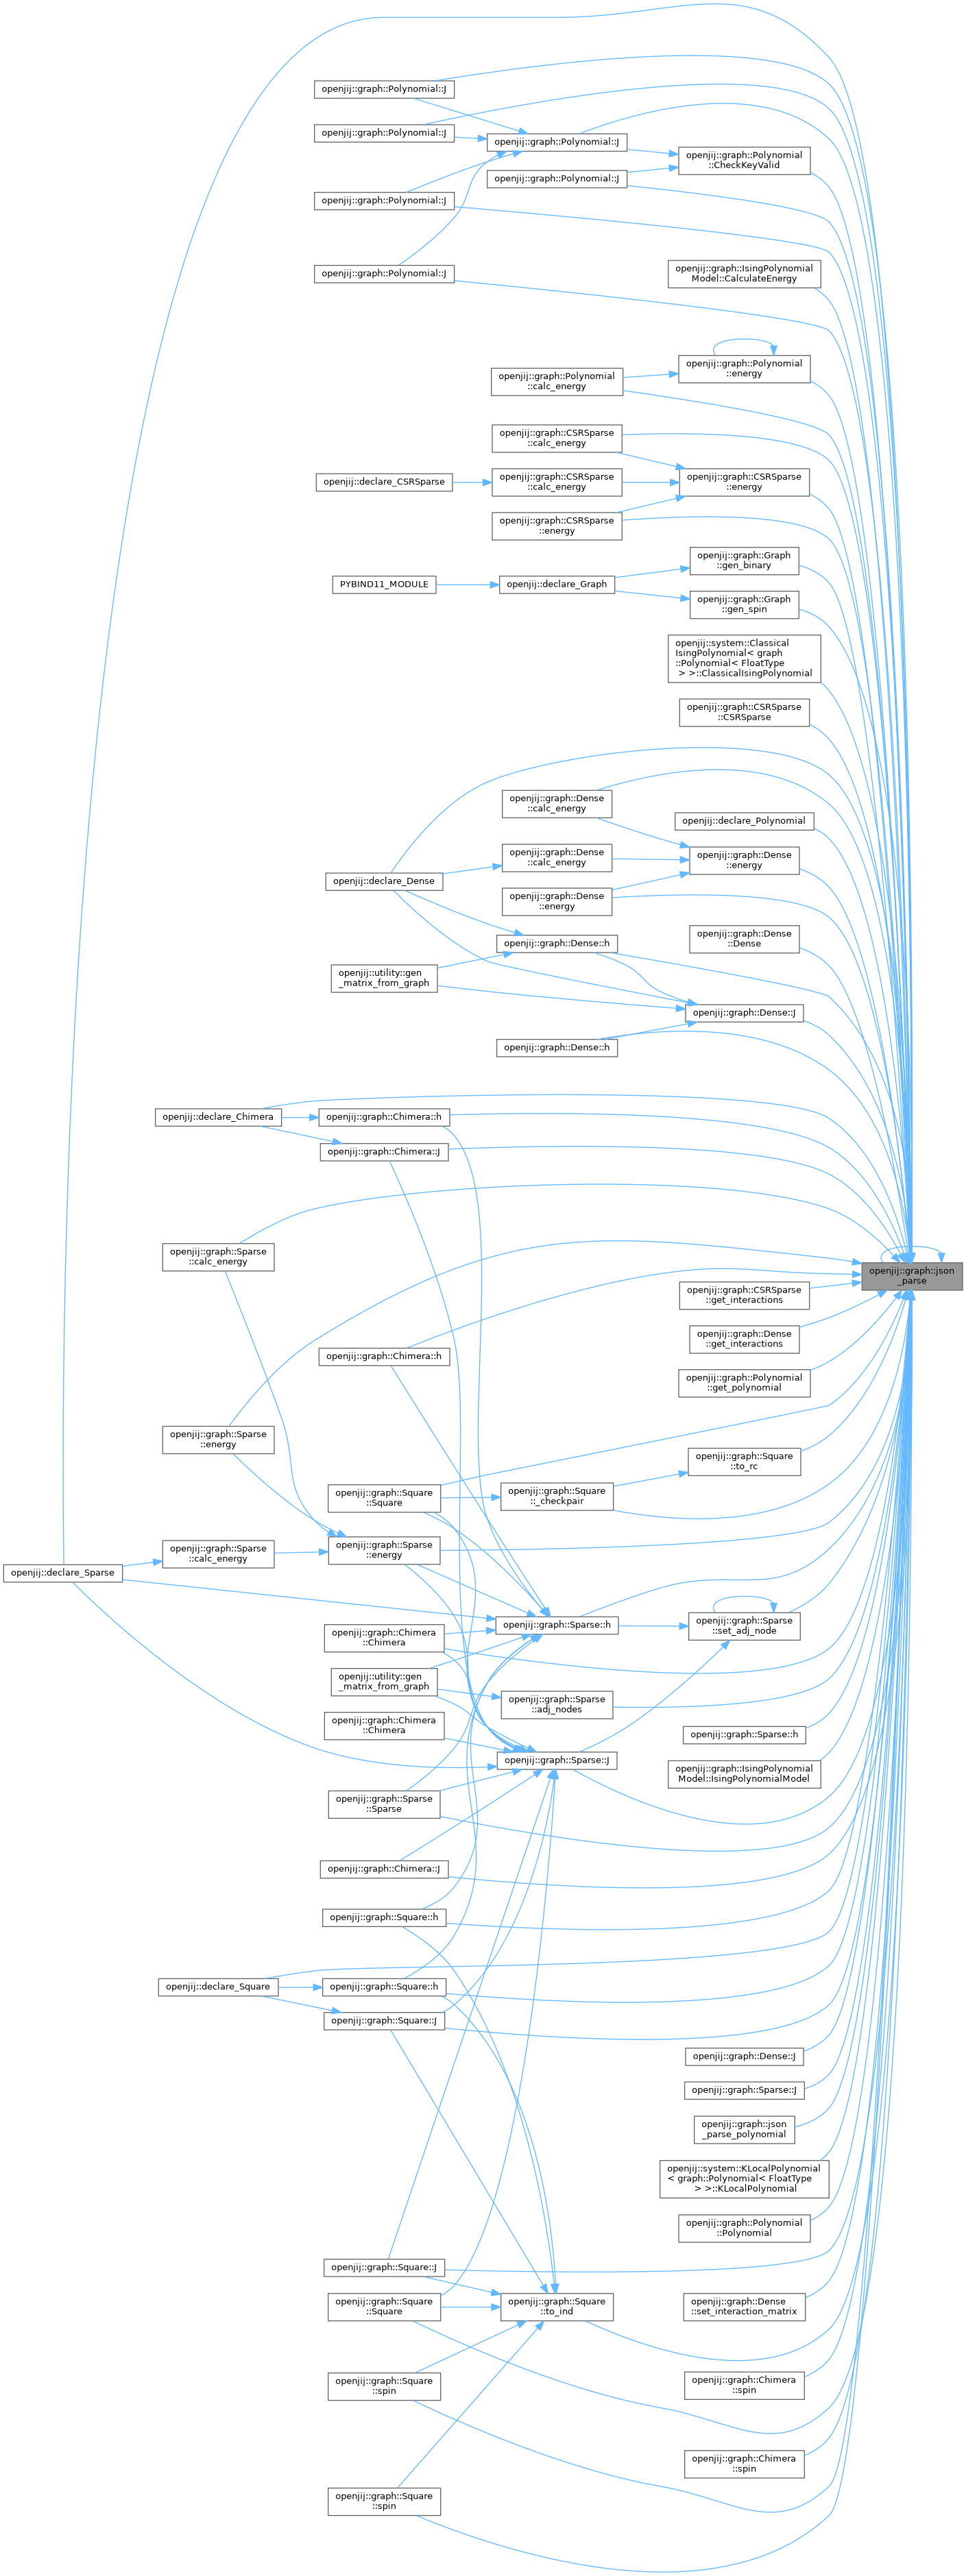 openjij::graph::Polynomial::J
openjij::graph::Polynomial::J
openjij::graph::Polynomial::J
openjij::graph::Polynomial
::CheckKeyValid
openjij::graph::Polynomial::J
openjij::graph::Polynomial::J
openjij::graph::Polynomial::J
openjij::graph::IsingPolynomial
Model::CalculateEnergy
openjij::graph::Polynomial
::energy
openjij::graph::Polynomial
::calc_energy
openjij::graph::CSRSparse
::calc_energy
openjij::declare_CSRSparse
openjij::graph::CSRSparse
::calc_energy
openjij::graph::CSRSparse
::energy
openjij::graph::CSRSparse
::energy
openjij::graph::Graph
::gen_binary
PYBIND11_MODULE
openjij::declare_Graph
openjij::graph::Graph
::gen_spin
openjij::system::Classical
IsingPolynomial< graph
::Polynomial< FloatType
> >::ClassicalIsingPolynomial
openjij::graph::CSRSparse
::CSRSparse
openjij::graph::Dense
::calc_energy
openjij::declare_Polynomial
openjij::graph::Dense
::calc_energy
openjij::graph::Dense
::energy
openjij::declare_Dense
openjij::graph::Dense
::energy
openjij::graph::Dense
::Dense
openjij::graph::Dense::h
openjij::utility::gen
_matrix_from_graph
openjij::graph::Dense::J
openjij::graph::Dense::h
openjij::declare_Chimera
openjij::graph::Chimera::h
openjij::graph::Chimera::J
openjij::graph::Sparse
::calc_energy
openjij::graph::json
_parse
openjij::graph::CSRSparse
::get_interactions
openjij::graph::Dense
::get_interactions
openjij::graph::Chimera::h
openjij::graph::Polynomial
::get_polynomial
openjij::graph::Sparse
::energy
openjij::graph::Square
::to_rc
openjij::graph::Square
::Square
openjij::graph::Square
::_checkpair
openjij::graph::Sparse
::energy
openjij::graph::Sparse
::calc_energy
openjij::declare_Sparse
openjij::graph::Sparse::h
openjij::graph::Sparse
::set_adj_node
openjij::graph::Chimera
::Chimera
openjij::utility::gen
_matrix_from_graph
openjij::graph::Sparse
::adj_nodes
openjij::graph::Chimera
::Chimera
openjij::graph::Sparse::h
openjij::graph::Sparse::J
openjij::graph::IsingPolynomial
Model::IsingPolynomialModel
openjij::graph::Sparse
::Sparse
openjij::graph::Chimera::J
openjij::graph::Square::h
openjij::declare_Square
openjij::graph::Square::h
openjij::graph::Square::J
openjij::graph::Dense::J
openjij::graph::Sparse::J
openjij::graph::json
_parse_polynomial
openjij::system::KLocalPolynomial
< graph::Polynomial< FloatType
> >::KLocalPolynomial
openjij::graph::Polynomial
::Polynomial
openjij::graph::Square::J
openjij::graph::Square
::Square
openjij::graph::Square
::to_ind
openjij::graph::Dense
::set_interaction_matrix
openjij::graph::Square
::spin
openjij::graph::Chimera
::spin
openjij::graph::Chimera
::spin
openjij::graph::Square
::spin